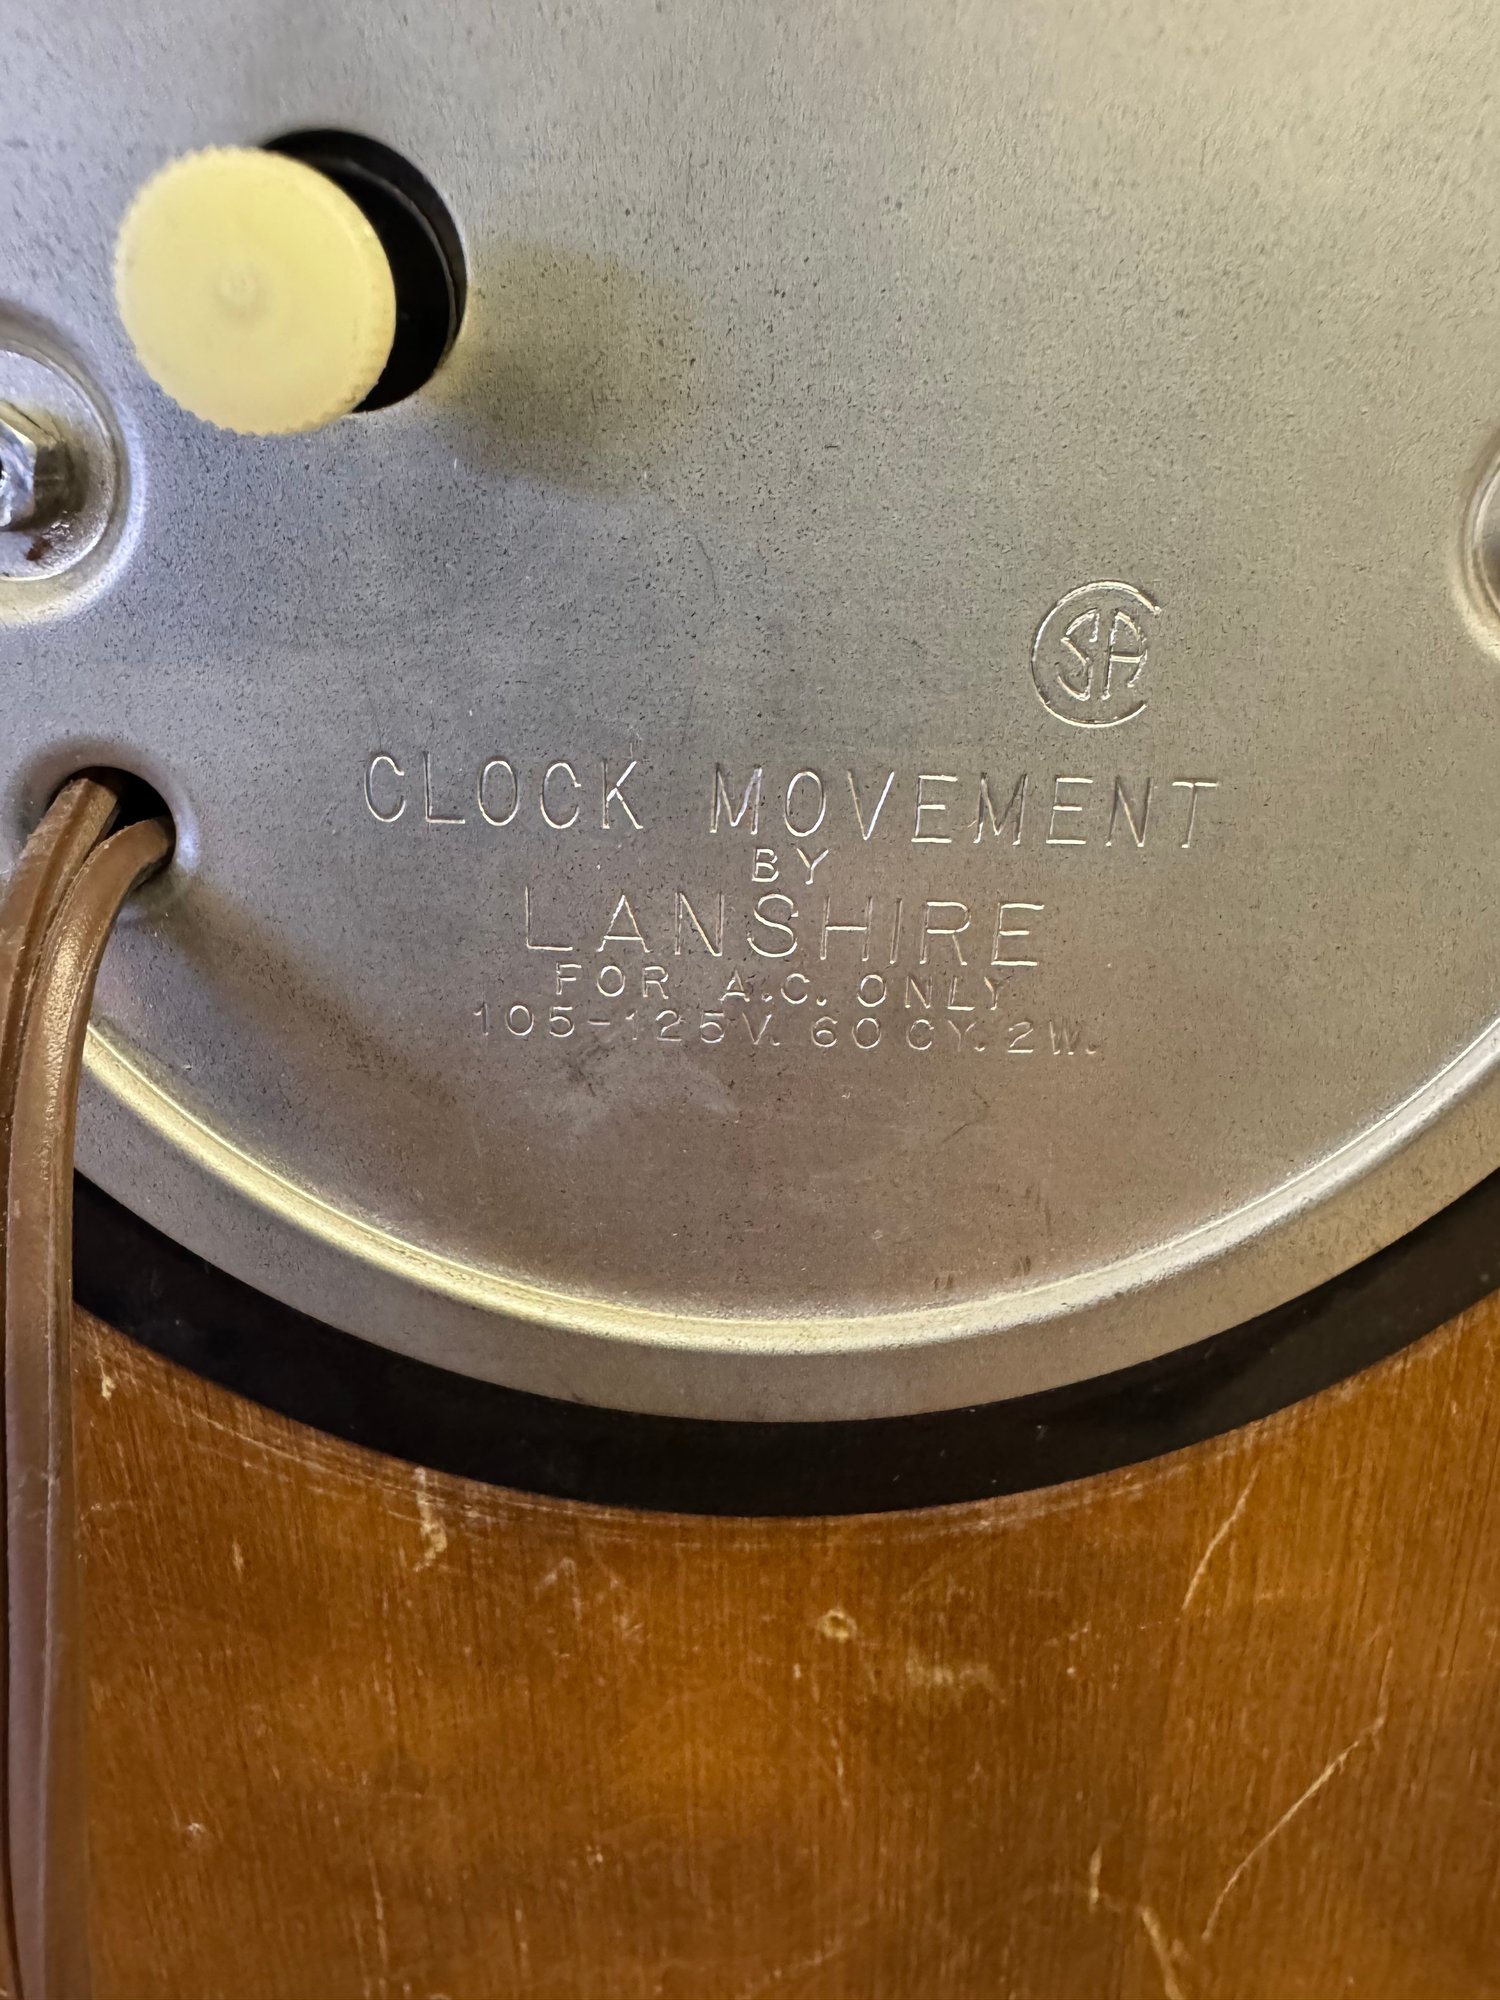 CSA
CLOCK MOVEMENT
BY
LANSHIRE
FOR A.C. ONLY
105-125V. 60 CY. 2W.